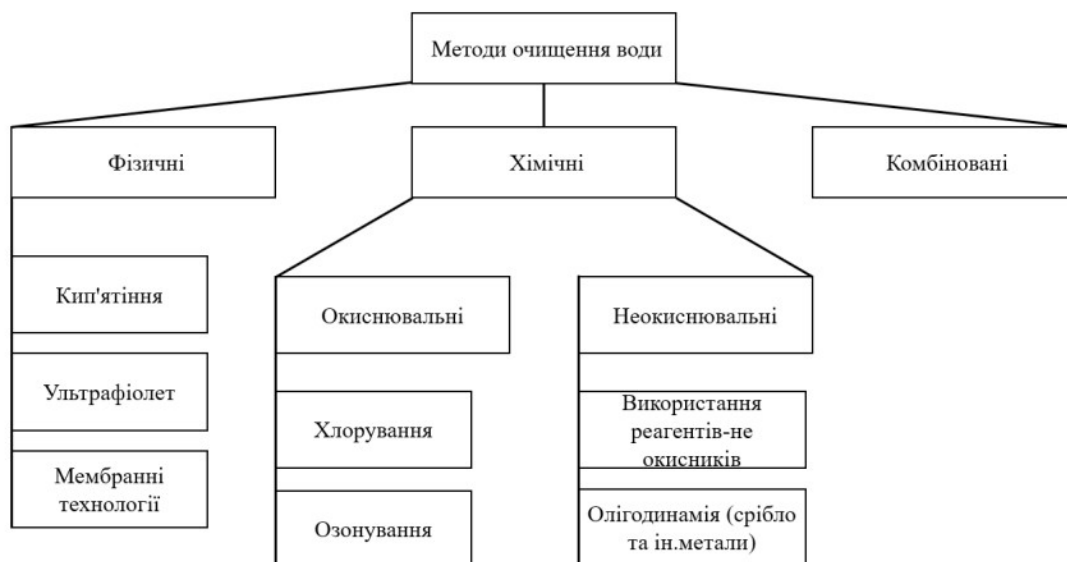 Методи очищення води
Фізичні
Хімічні
Комбіновані
Кип'ятіння
Ультрафіолет
Мембранні
технології
Окиснювальні
Хлорування
Озонування
Неокиснювальні
Використання
реагентів-не
окисників
Олігодинамія (срібло
та ін.метали)